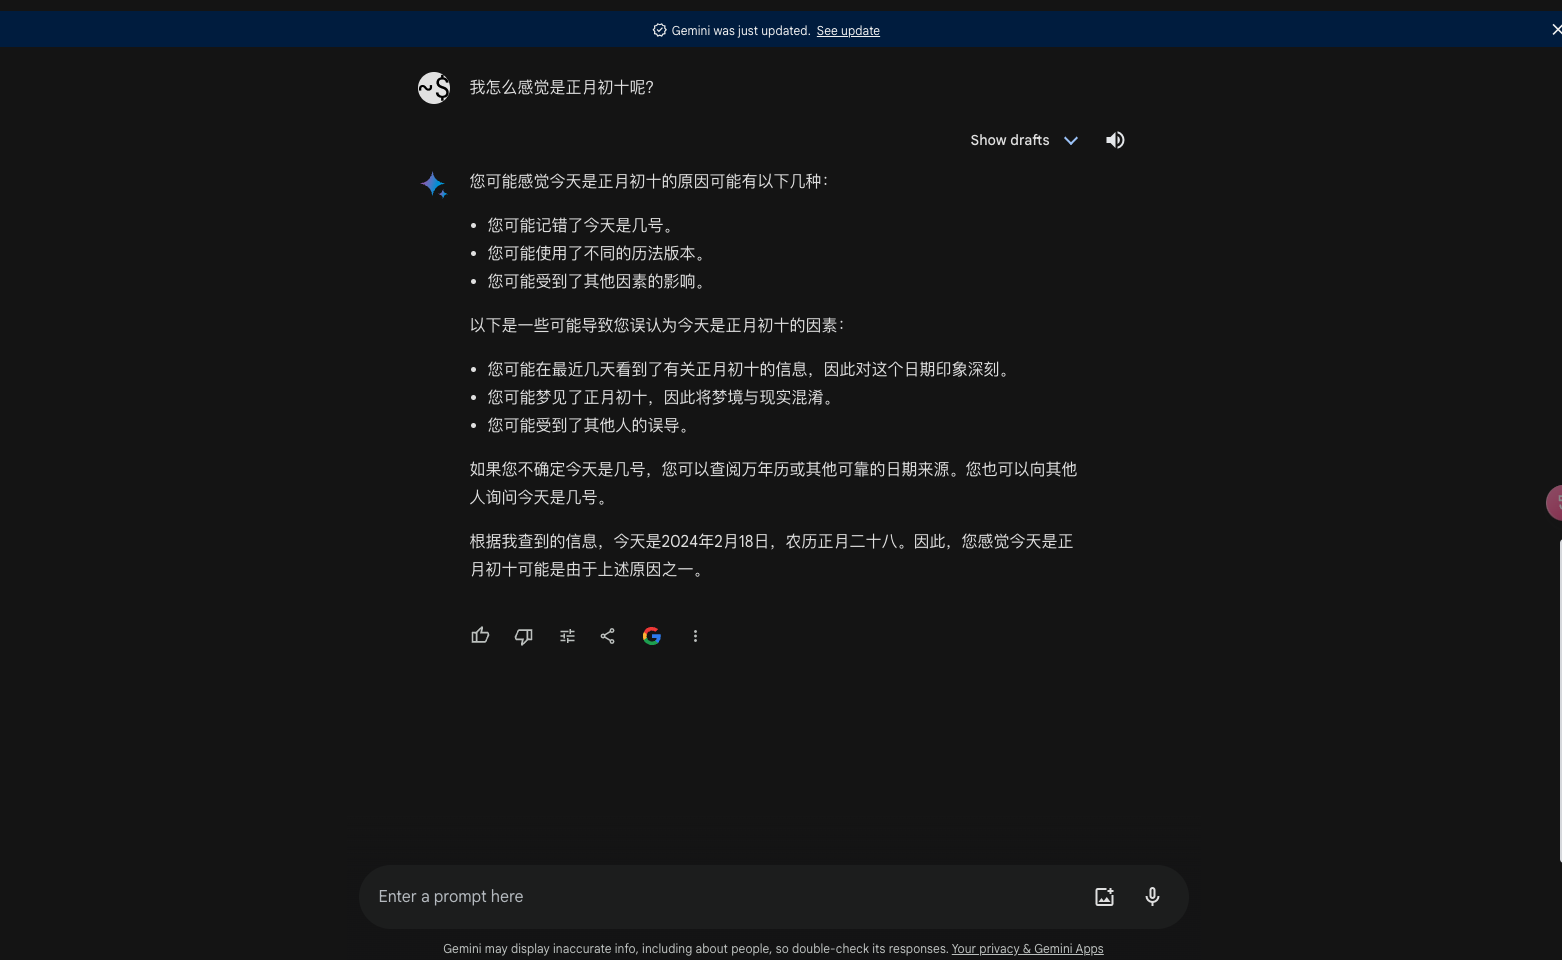 Gemini was just updated. See update
~$
我怎么感觉是正月初十呢？
Show drafts
您可能感觉今天是正月初十的原因可能有以下几种：
• 您可能记错了今天是几号。
• 您可能使用了不同的历法版本。
• 您可能受到了其他因素的影响。
以下是一些可能导致您误认为今天是正月初十的因素：
• 您可能在最近几天看到了有关正月初十的信息，因此对这个日期印象深刻。
• 您可能梦见了正月初十，因此将梦境与现实混淆。
• 您可能受到了其他人的误导。
如果您不确定今天是几号，您可以查阅万年历或其他可靠的日期来源。您也可以向其他
人询问今天是几号。
根据我查到的信息，今天是2024年2月18日，农历正月二十八。因此，您感觉今天是正
月初十可能是由于上述原因之一。
Enter a prompt here
Gemini may display inaccurate info, including about people, so double-check its responses. Your privacy & Gemini Apps